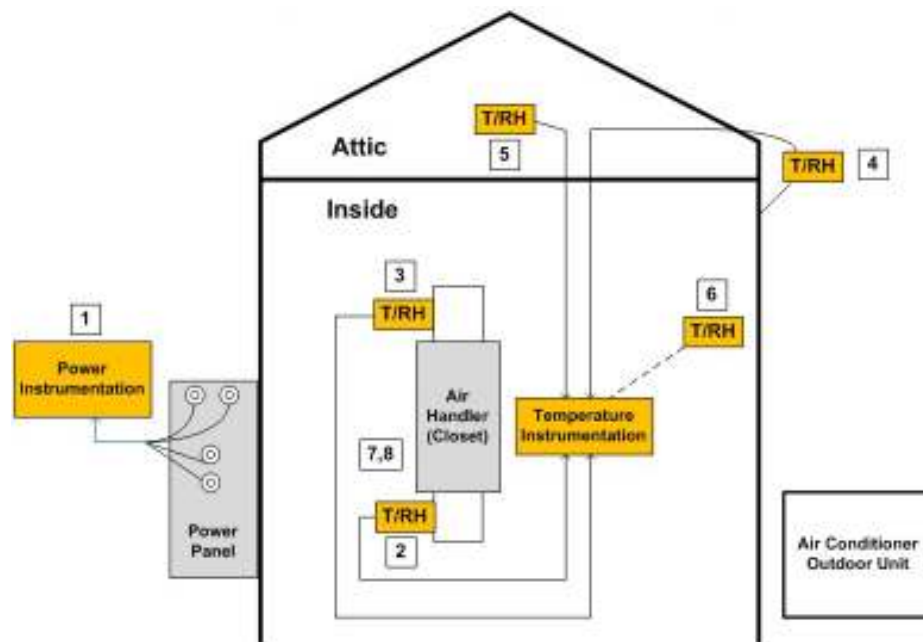 T/RH
Attic
5
T/RH
4
Inside
3
6
1
T/RH
T/RH
Power
Instrumentation
Air
Handler
(Closet)
Temperature
Instrumentation
7,8
T/RH
Power
Panel
2
Air Conditioner
Outdoor Unit